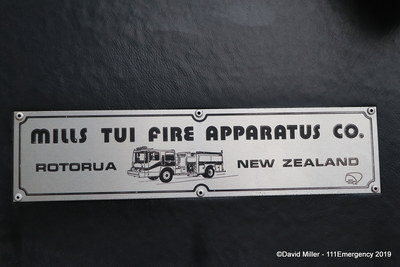 MILLS TUI FIRE APPARATUS CO.
ROTORUA NEW ZEALAND
©David Miller - 111Emergency 2019